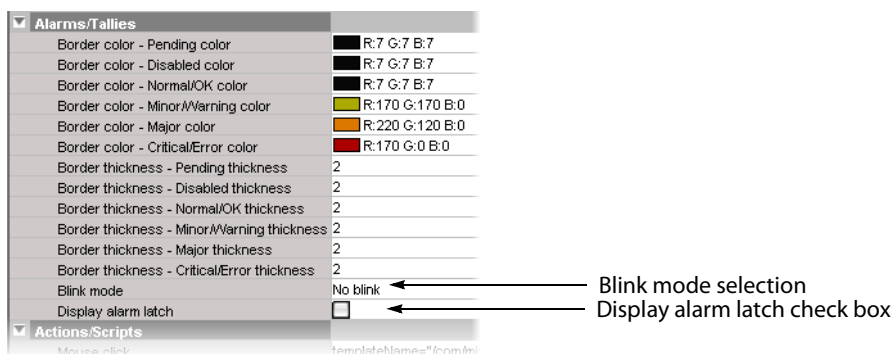 Alarms/Tallies
Border color - Pending color R:7 G:7 B:7
Border color - Disabled color R:7 G:7 B:7
Border color - Normal/OK color R:7 G:7 B:7
Border color - Minor/Warning color R:170 G:170 B:0
Border color - Major color R:220 G:120 B:0
Border color - Critical/Error color R:170 G:0 B:0
Border thickness - Pending thickness 2
Border thickness - Disabled thickness 2
Border thickness - Normal/OK thickness 2
Border thickness - Minor/Warning thickness 2
Border thickness - Major thickness 2
Border thickness - Critical/Error thickness 2
Blink mode No blink Blink mode selection
Display alarm latch Display alarm latch check box
Actions/Scripts
Mouse click templateName="/com/mi